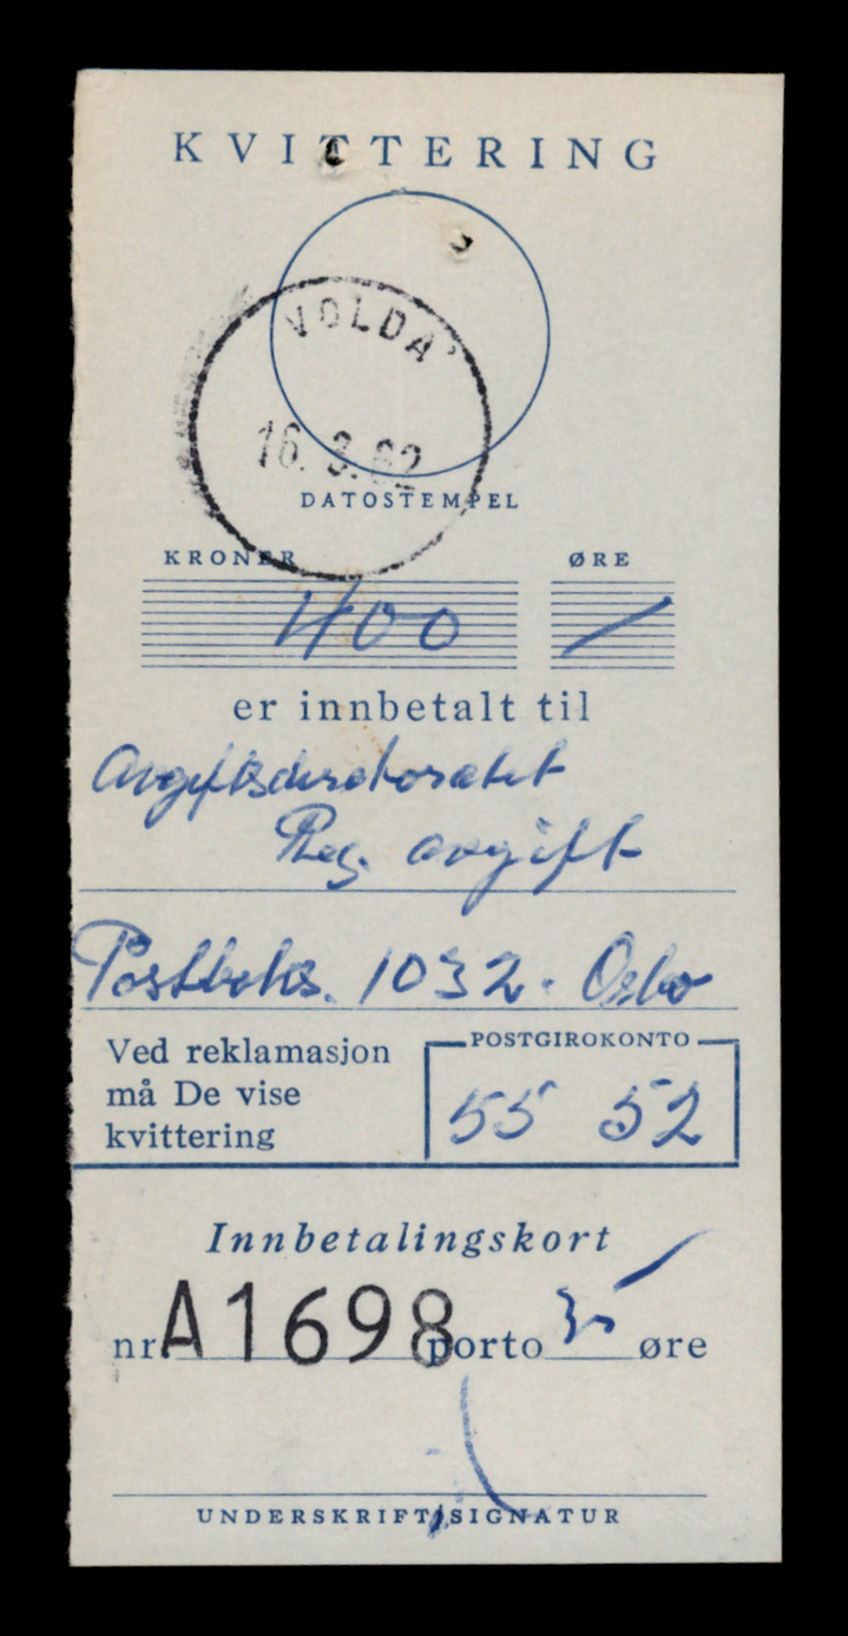 KVITTERING
VOLDA
16.3.62
DATOSTEMPEL
KRONER ØRE
400 /
er innbetalt til
Avgiftsdirektoratet
Reg. avgift
Postboks. 1032. Oslo
Ved reklamasjon
må De vise
kvittering
POSTGIROKONTO
55 52
Innbetalingskort
nr. A1698 porto 35 øre
UNDERSKRIFT/SIGNATUR